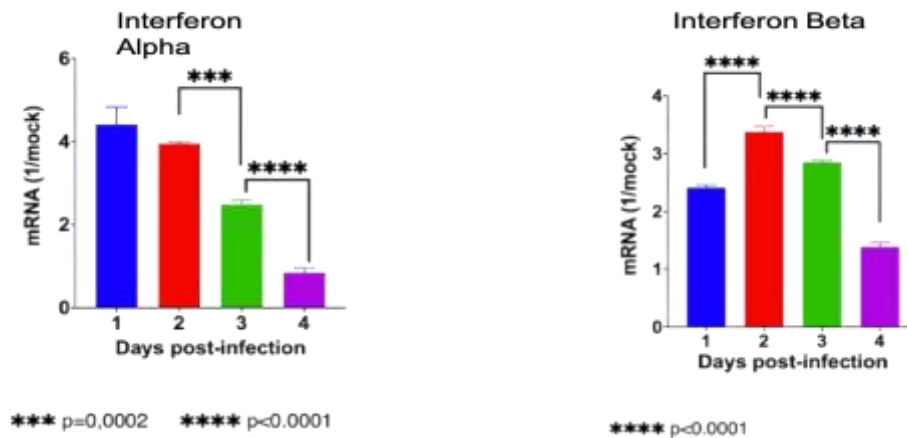 Interferon
Alpha
6
4
2
0
mRNA (1/mock)
***
****
1 2 3 4
Days post-infection
*** p=0,0002 **** p<0.0001
Interferon Beta
4
3
2
1
0
mRNA (1/mock)
****
****
****
1 2 3 4
Days post-infection
**** p<0.0001